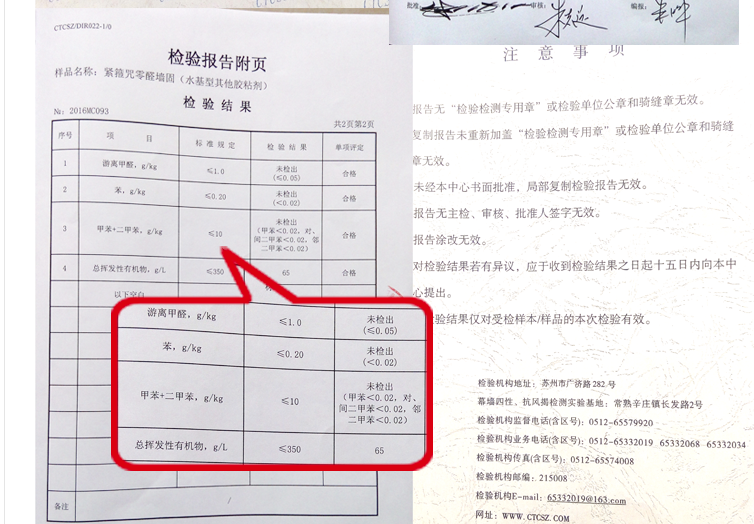 批准:
审核:
编报:
CTCSZ/DIR022-1/0
检验报告附页
样品名称：紧箍咒零醛墙固（水基型其他胶粘剂）
检 验 结 果
№：2016MC093
共2页第2页
序号 项 目 标 准 规 定 检 验 结 果 单项评定
1 游离甲醛，g/kg ≤1.0 未检出 合格
(≤0.05)
2 苯，g/kg ≤0.20 未检出 合格
(<0.02)
3 甲苯+二甲苯，g/kg ≤10 未检出 合格
(甲苯<0.02，对、
间二甲苯<0.02，邻
二甲苯<0.02)
4 总挥发性有机物，g/L ≤350 65 合格
以下空白
游离甲醛，g/kg ≤1.0 未检出
(≤0.05)
苯，g/kg ≤0.20 未检出
(<0.02)
甲苯+二甲苯，g/kg ≤10 未检出
(甲苯<0.02，对、
间二甲苯<0.02，邻
二甲苯<0.02)
总挥发性有机物，g/L ≤350 65
备注 /
注 意 事 项
报告无“检验检测专用章”或检验单位公章和骑缝章无效。
复制报告未重新加盖“检验检测专用章”或检验单位公章和骑缝
章无效。
未经本中心书面批准，局部复制检验报告无效。
报告无主检、审核、批准人签字无效。
报告涂改无效。
对检验结果若有异议，应于收到检验结果之日起十五日内向本中
心提出。
验结果仅对受检样本/样品的本次检验有效。
检验机构地址：苏州市广济路282号
幕墙四性、抗风揭检测实验基地：常熟辛庄镇长发路2号
检验机构监督电话(含区号)：0512-65579920
检验机构业务电话(含区号)：0512-65332019 65332068 65332034
检验机构传真(含区号)：0512-65574008
检验机构邮编：215008
检验机构E-mail：65332019@163.com
网址：WWW.CTCSZ.COM